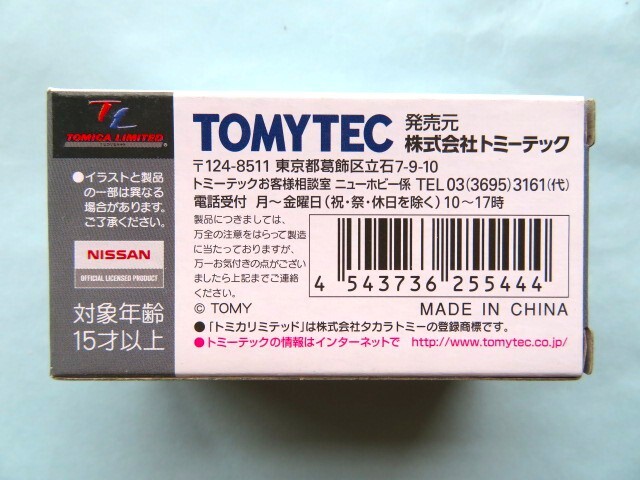 TL
TOMICA LIMITED
●イラストと製品
の一部は異なる
場合があります。
ご了承ください。
NISSAN
OFFICIAL LICENSED PRODUCT
対象年齢
15才以上
TOMYTEC
発売元
株式会社トミーテック
〒124-8511 東京都葛飾区立石7-9-10
トミーテックお客様相談室 ニューホビー係 TEL 03(3695)3161(代)
電話受付 月〜金曜日(祝・祭・休日を除く)10〜17時
製品につきましては、
万全の注意をはらって製造
に当たっておりますが、
万一お気付きの点がござい
ましたら上記までご連絡
ください。
4 543736 255444
© TOMY
MADE IN CHINA
●「トミカリミテッド」は株式会社タカラトミーの登録商標です。
●トミーテックの情報はインターネットで http://www.tomytec.co.jp/